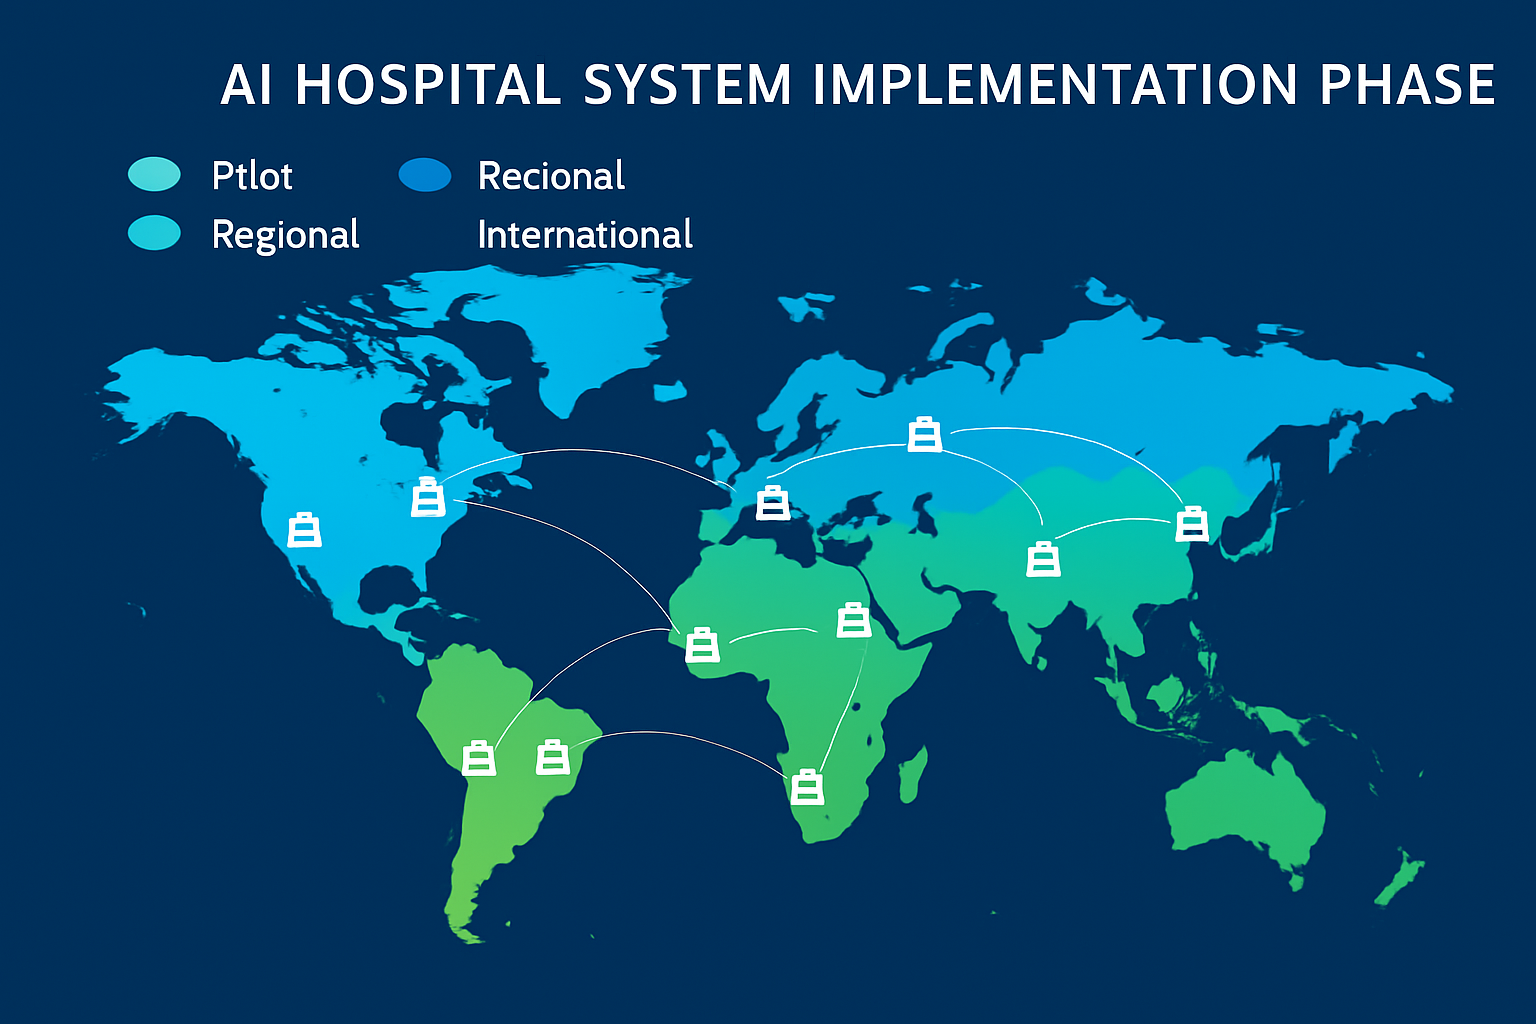 AI HOSPITAL SYSTEM IMPLEMENTATION PHASE
Ptlot
Recional
Regional
International